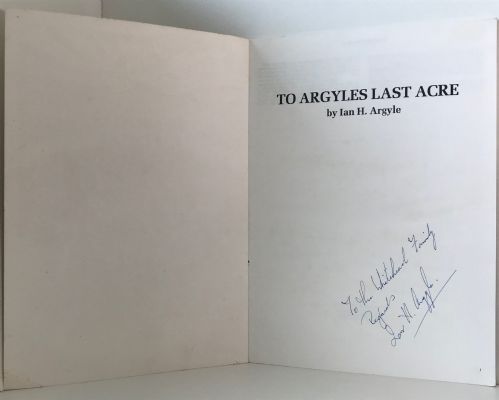 TO ARGYLES LAST ACRE
by Ian H. Argyle
To The Whitehead Family
Regards
Ian H. Argyle.